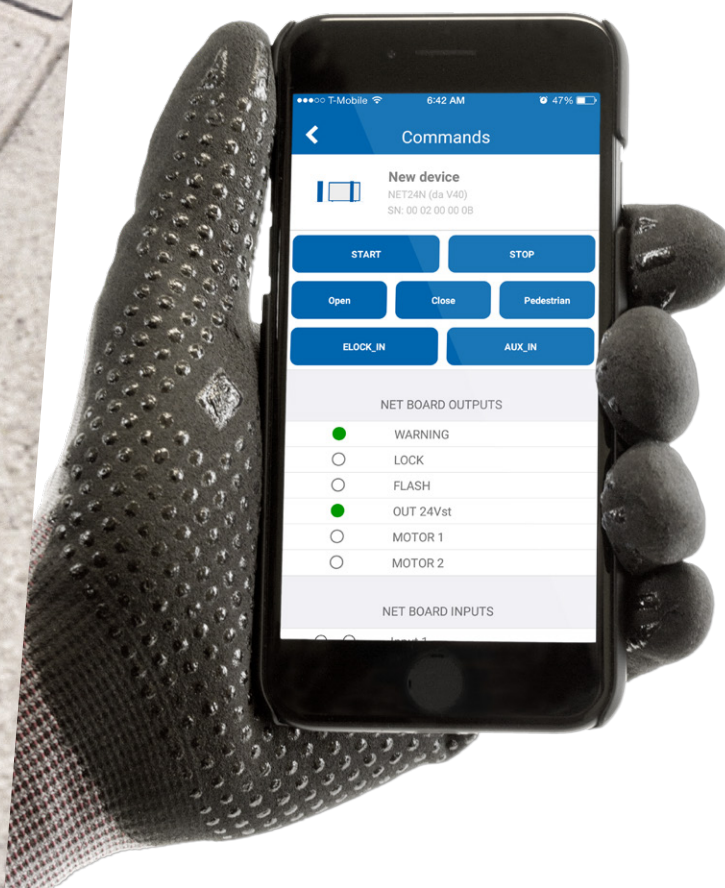 T-Mobile 6:42 AM 47%
Commands
New device
NET24N (da V40)
SN: 00 02 00 00 0B
START STOP
Open Close Pedestrian
ELOCK_IN AUX_IN
NET BOARD OUTPUTS
WARNING
LOCK
FLASH
OUT 24Vst
MOTOR 1
MOTOR 2
NET BOARD INPUTS
Input 1